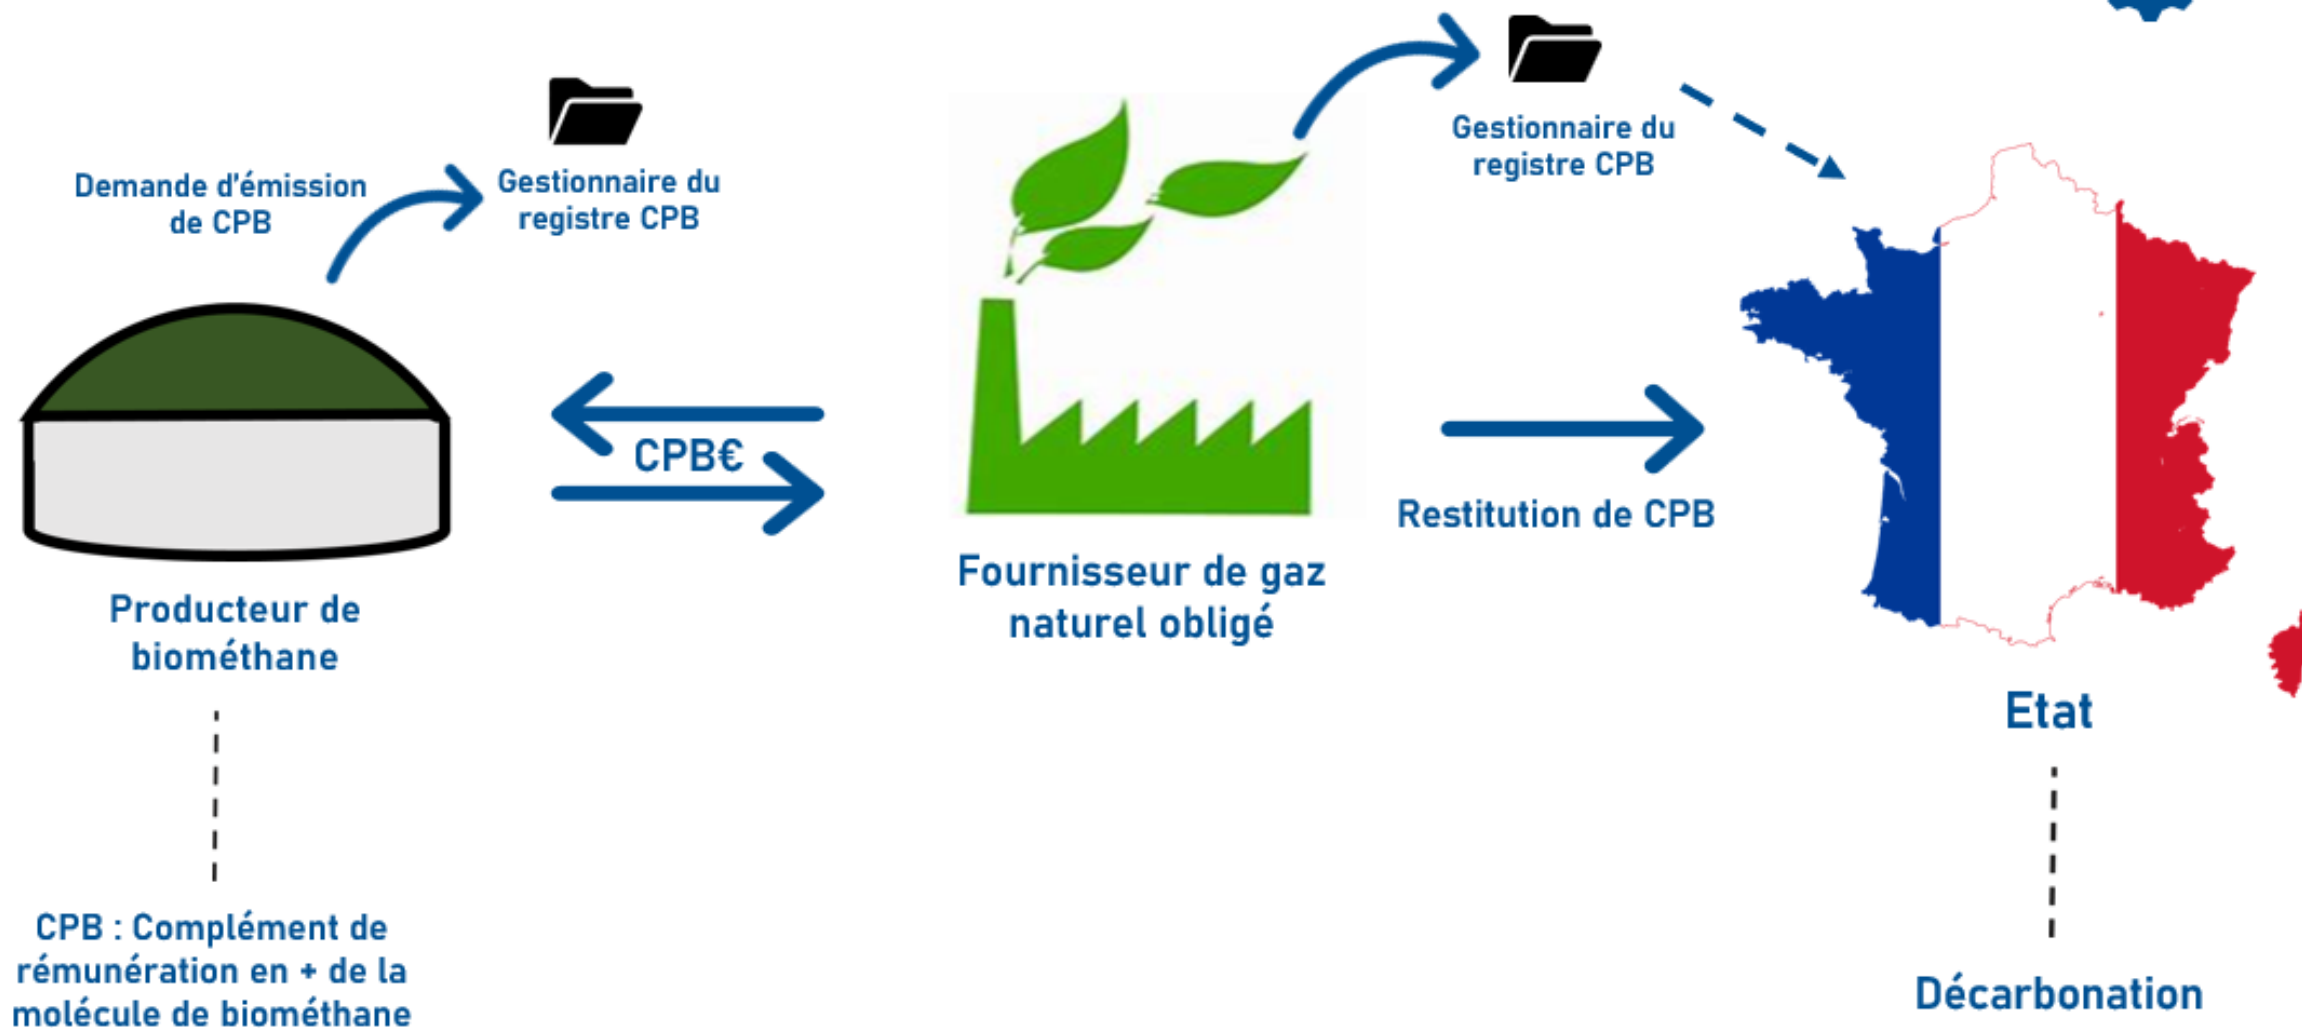 Demande d'émission
de CPB
Gestionnaire du
registre CPB
Gestionnaire du
registre CPB
CPB€
Restitution de CPB
Producteur de
biométhane
Fournisseur de gaz
naturel obligé
Etat
CPB : Complément de
rémunération en + de la
molécule de biométhane
Décarbonation